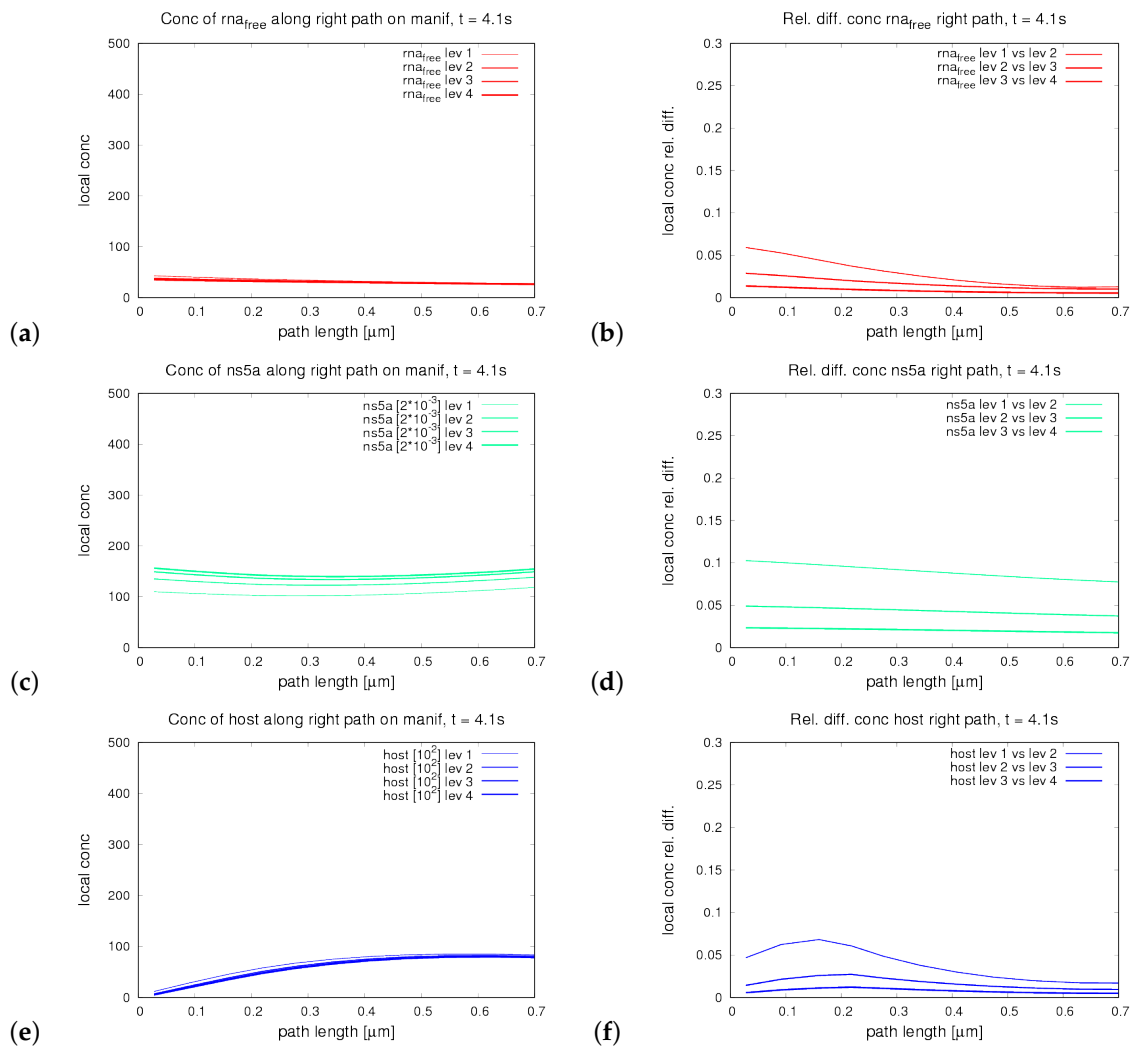 Conc of rna_free along right path on manif, t = 4.1s
500
400
300
200
100
0
0 0.1 0.2 0.3 0.4 0.5 0.6 0.7
local conc
path length [μm]
rna_free lev 1
rna_free lev 2
rna_free lev 3
rna_free lev 4
(a)
Rel. diff. conc rna_free right path, t = 4.1s
0.3
0.25
0.2
0.15
0.1
0.05
0
0 0.1 0.2 0.3 0.4 0.5 0.6 0.7
local conc rel. diff.
path length [μm]
rna_free lev 1 vs lev 2
rna_free lev 2 vs lev 3
rna_free lev 3 vs lev 4
(b)
Conc of ns5a along right path on manif, t = 4.1s
500
400
300
200
100
0
0 0.1 0.2 0.3 0.4 0.5 0.6 0.7
local conc
path length [μm]
ns5a [2*10^-3] lev 1
ns5a [2*10^-3] lev 2
ns5a [2*10^-3] lev 3
ns5a [2*10^-3] lev 4
(c)
Rel. diff. conc ns5a right path, t = 4.1s
0.3
0.25
0.2
0.15
0.1
0.05
0
0 0.1 0.2 0.3 0.4 0.5 0.6 0.7
local conc rel. diff.
path length [μm]
ns5a lev 1 vs lev 2
ns5a lev 2 vs lev 3
ns5a lev 3 vs lev 4
(d)
Conc of host along right path on manif, t = 4.1s
500
400
300
200
100
0
0 0.1 0.2 0.3 0.4 0.5 0.6 0.7
local conc
path length [μm]
host [10^2] lev 1
host [10^2] lev 2
host [10^2] lev 3
host [10^2] lev 4
(e)
Rel. diff. conc host right path, t = 4.1s
0.3
0.25
0.2
0.15
0.1
0.05
0
0 0.1 0.2 0.3 0.4 0.5 0.6 0.7
local conc rel. diff.
path length [μm]
host lev 1 vs lev 2
host lev 2 vs lev 3
host lev 3 vs lev 4
(f)